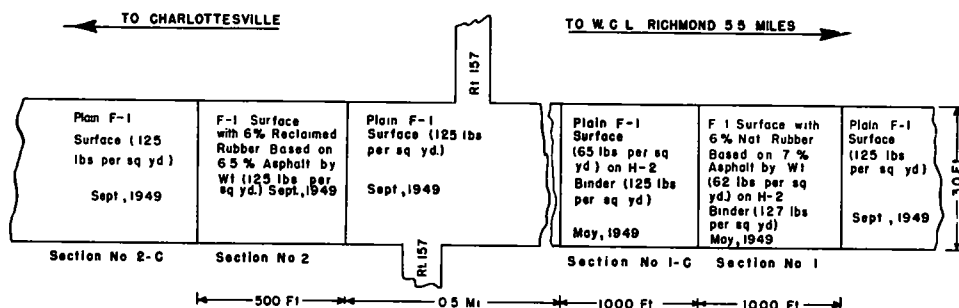 TO CHARLOTTESVILLE
TO W. C L RICHMOND 5 5 MILES
Rt 157
Plain F-1
Surface (125
lbs per sq yd)
Sept, 1949
F-1 Surface
with 6% Reclaimed
Rubber Based on
6 5 % Asphalt by
Wt (125 lbs per
sq yd.) Sept, 1949
Plain F-1
Surface (125 lbs
per sq yd.)
Sept, 1949
Plain F-1
Surface
(65 lbs per sq
yd ) on H-2
Binder (125 lbs
per sq yd)
May, 1949
F 1 Surface with
6% Nat Rubber
Based on 7 %
Asphalt by Wt
(62 lbs per sq
yd.) on H-2
Binder (127 lbs
per sq yd)
May, 1949
Plain F-1
Surface
(125 lbs
per sq yd)
Sept, 1949
30 Ft
Rt. 157
Section No 2-C
Section No 2
Section No 1-C
Section No 1
500 Ft
0.5 Mi
1000 Ft
1000 Ft